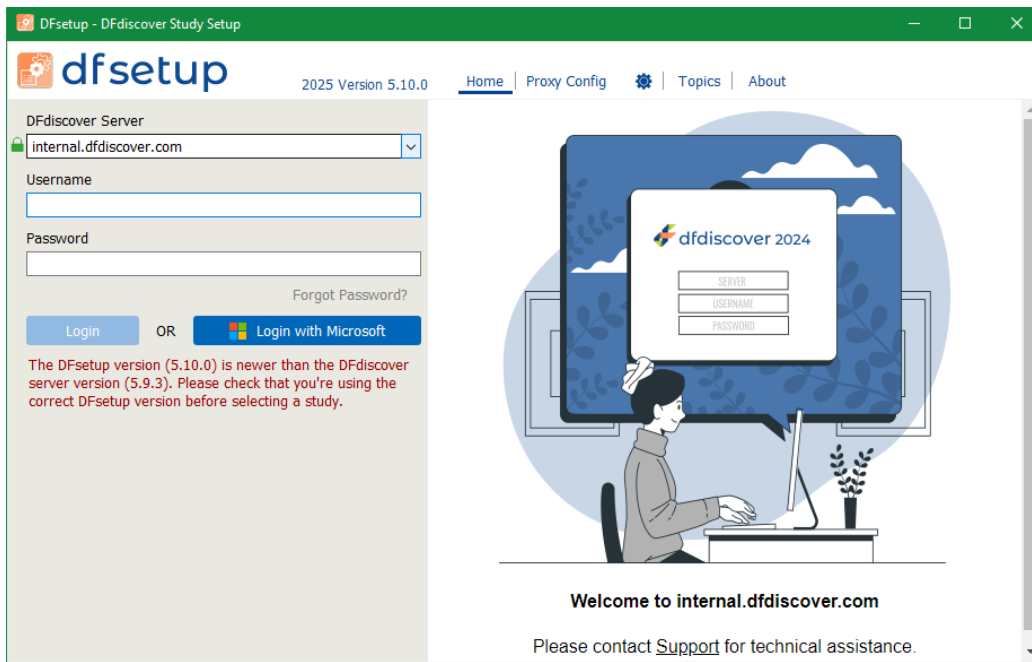 DFsetup - DFdiscover Study Setup
dfsetup
2025 Version 5.10.0
Home
Proxy Config
Topics
About
DFdiscover Server
internal.dfdiscover.com
Username
Password
Forgot Password?
Login
OR
Login with Microsoft
The DFsetup version (5.10.0) is newer than the DFdiscover
server version (5.9.3). Please check that you're using the
correct DFsetup version before selecting a study.
dfdiscover 2024
SERVER
USERNAME
PASSWORD
Welcome to internal.dfdiscover.com
Please contact Support for technical assistance.